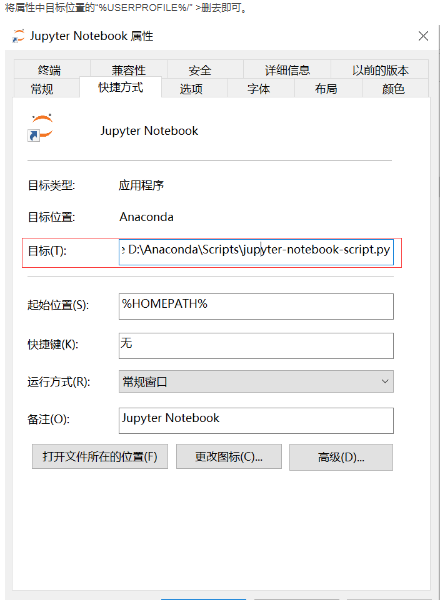 将属性中目标位置的"%USERPROFILE%/" >删去即可。
Jupyter Notebook 属性
终端 兼容性 安全 详细信息 以前的版本
常规 快捷方式 选项 字体 布局 颜色
Jupyter Notebook
目标类型: 应用程序
目标位置: Anaconda
目标(T): e D:\Anaconda\Scripts\jupyter-notebook-script.py
起始位置(S): %HOMEPATH%
快捷键(K): 无
运行方式(R): 常规窗口
备注(O): Jupyter Notebook
打开文件所在的位置(F) 更改图标(C)... 高级(D)...